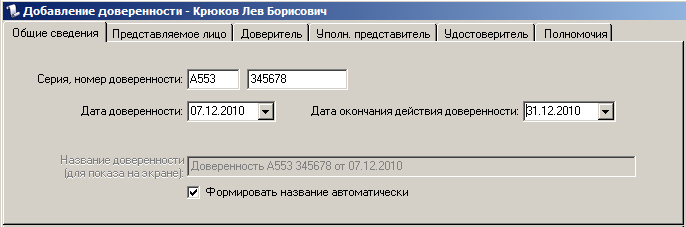 Добавление доверенности - Крюков Лев Борисович
Общие сведения Представляемое лицо Доверитель Уполн. представитель Удостоверитель Полномочия
Серия, номер доверенности: А553 345678
Дата доверенности: 07.12.2010 Дата окончания действия доверенности: 31.12.2010
Название доверенности
(для показа на экране): Доверенность А553 345678 от 07.12.2010
Формировать название автоматически